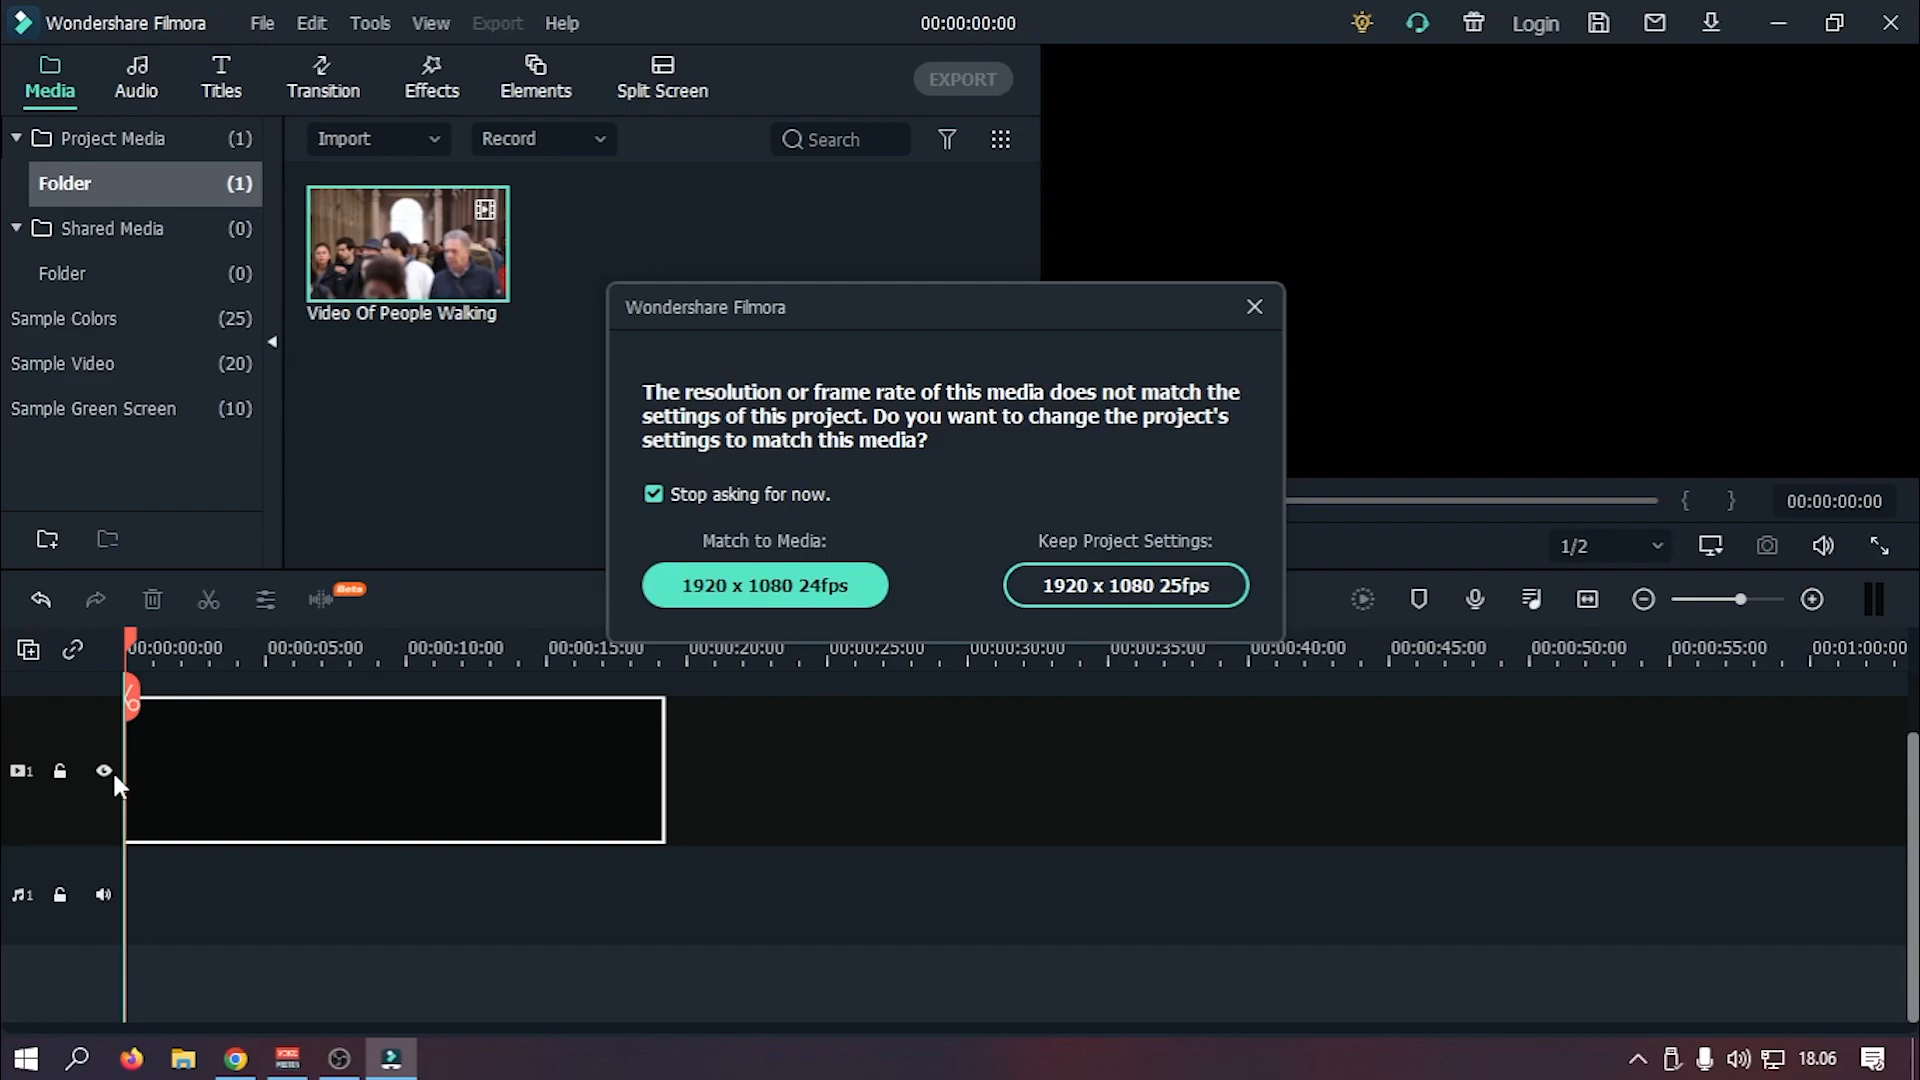 Wondershare Filmora File Edit Tools View Export Help 00:00:00:00 Login
Media Audio Titles Transition Effects Elements Split Screen EXPORT
Project Media (1)
Folder (1)
Shared Media (0)
Folder (0)
Sample Colors (25)
Sample Video (20)
Sample Green Screen (10)
Import Record Search
Video Of People Walking
Wondershare Filmora
The resolution or frame rate of this media does not match the
settings of this project. Do you want to change the project's
settings to match this media?
Stop asking for now.
Match to Media: Keep Project Settings:
1920 x 1080 24fps 1920 x 1080 25fps
{ } 00:00:00:00
1/2
Beta
00:00:00:00 00:00:05:00 00:00:10:00 00:00:15:00 00:00:20:00 00:00:25:00 00:00:30:00 00:00:35:00 00:00:40:00 00:00:45:00 00:00:50:00 00:00:55:00 00:01:00:00
1
1
18.06